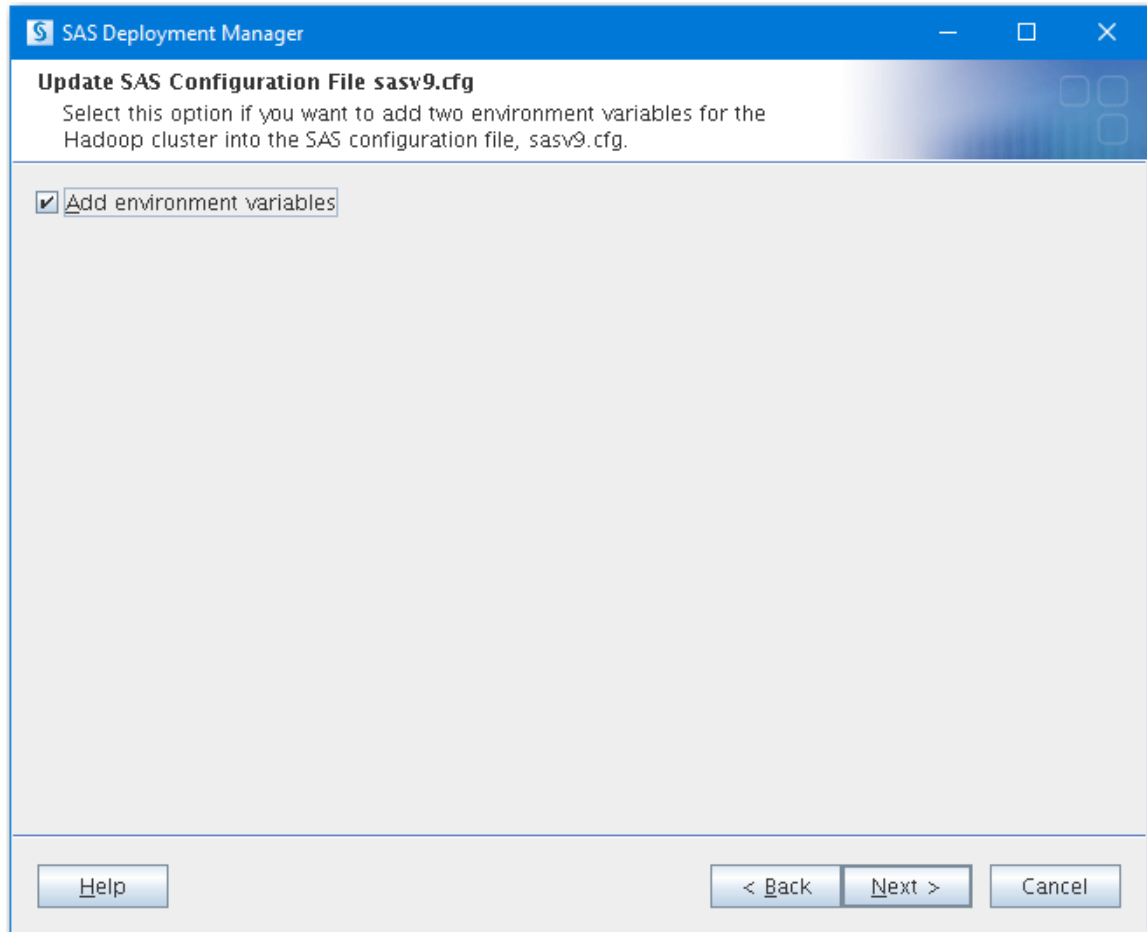 SAS Deployment Manager
Update SAS Configuration File sasv9.cfg
Select this option if you want to add two environment variables for the
Hadoop cluster into the SAS configuration file, sasv9.cfg.
Add environment variables
Help
< Back
Next >
Cancel